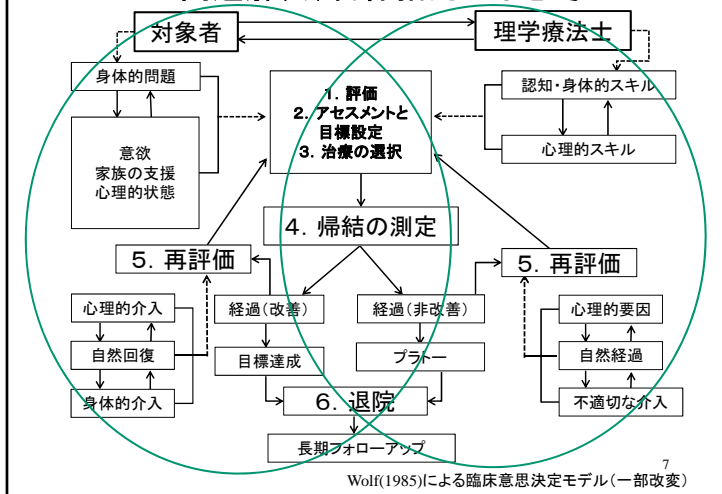 対象者
理学療法士
身体的問題
意欲
家族の支援
心理的状態
1. 評価
2. アセスメントと
目標設定
3. 治療の選択
認知・身体的スキル
心理的スキル
4. 帰結の測定
5. 再評価
5. 再評価
心理的介入
自然回復
身体的介入
経過(改善)
経過(非改善)
目標達成
プラトー
心理的要因
自然経過
不適切な介入
6. 退院
長期フォローアップ
7
Wolf(1985)による臨床意思決定モデル(一部改変)